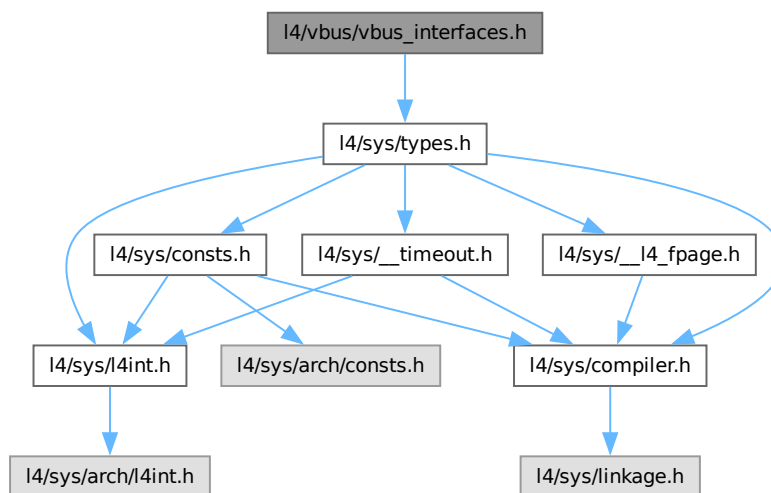 l4/vbus/vbus_interfaces.h
l4/sys/types.h
l4/sys/consts.h
l4/sys/__timeout.h
l4/sys/__l4_fpage.h
l4/sys/l4int.h
l4/sys/arch/consts.h
l4/sys/compiler.h
l4/sys/arch/l4int.h
l4/sys/linkage.h